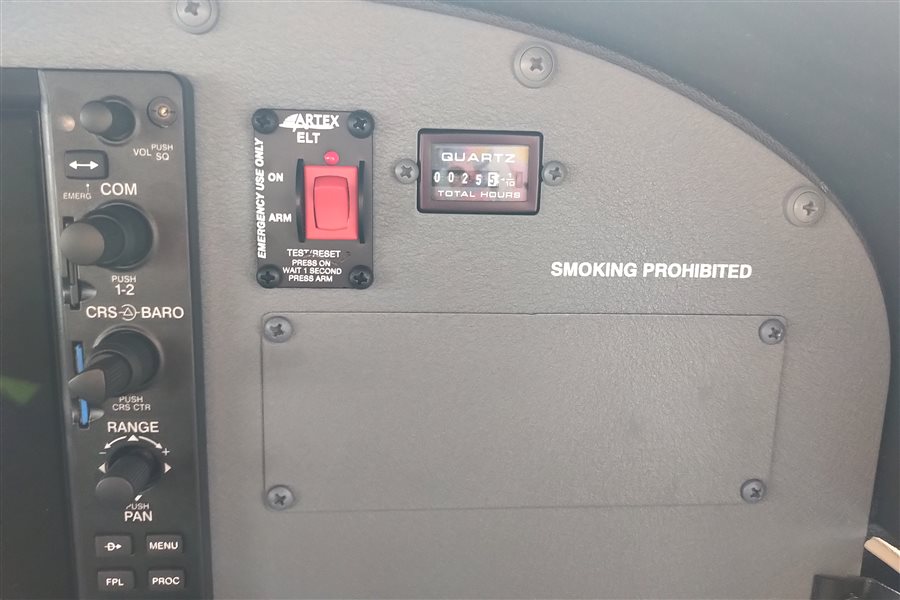 VOL PUSH SQ
EMERG
COM
PUSH
1-2
CRS BARO
PUSH
CRS CTR
RANGE
- +
PUSH
PAN
D MENU
FPL PROC
ARTEX
ELT
EMERGENCY USE ONLY
ON
ARM
TEST/RESET
PRESS ON
WAIT 1 SECOND
PRESS ARM
QUARTZ
00255 1/10
TOTAL HOURS
SMOKING PROHIBITED